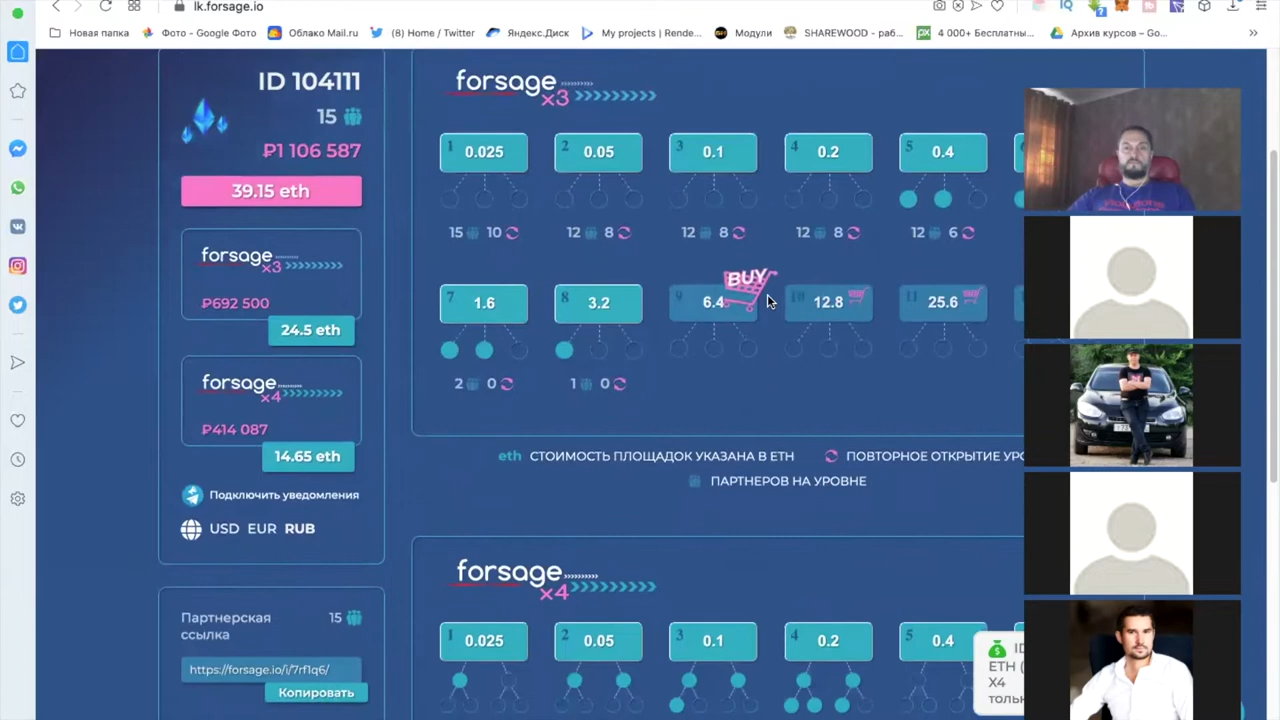 lk.forsage.io
Новая папка
Фото - Google Фото
Облако Mail.ru
(8) Home / Twitter
Яндекс.Диск
My projects | Rende...
Модули
SHAREWOOD - раб...
4 000+ Бесплатны...
Архив курсов – Go...
ID 104111
15
₽1 106 587
39.15 eth
forsage
x3
₽692 500
24.5 eth
forsage
x4
₽414 087
14.65 eth
Подключить уведомления
USD EUR RUB
Партнерская
ссылка
15
https://forsage.io/i/7rf1q6/
Копировать
forsage
x3
1 0.025
2 0.05
3 0.1
4 0.2
5 0.4
15 10
12 8
12 8
12 8
12 6
7 1.6
8 3.2
9 6.4
BUY
10 12.8
11 25.6
2 0
1 0
eth СТОИМОСТЬ ПЛОЩАДОК УКАЗАНА В ETH
ПОВТОРНОЕ ОТКРЫТИЕ УРО
ПАРТНЕРОВ НА УРОВНЕ
forsage
x4
1 0.025
2 0.05
3 0.1
4 0.2
5 0.4
ID
ETH (
X4
тольк